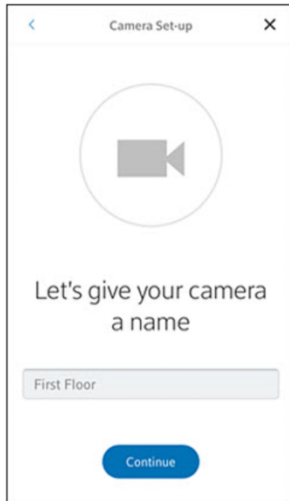 Camera Set-up
Let's give your camera
a name
First Floor
Continue